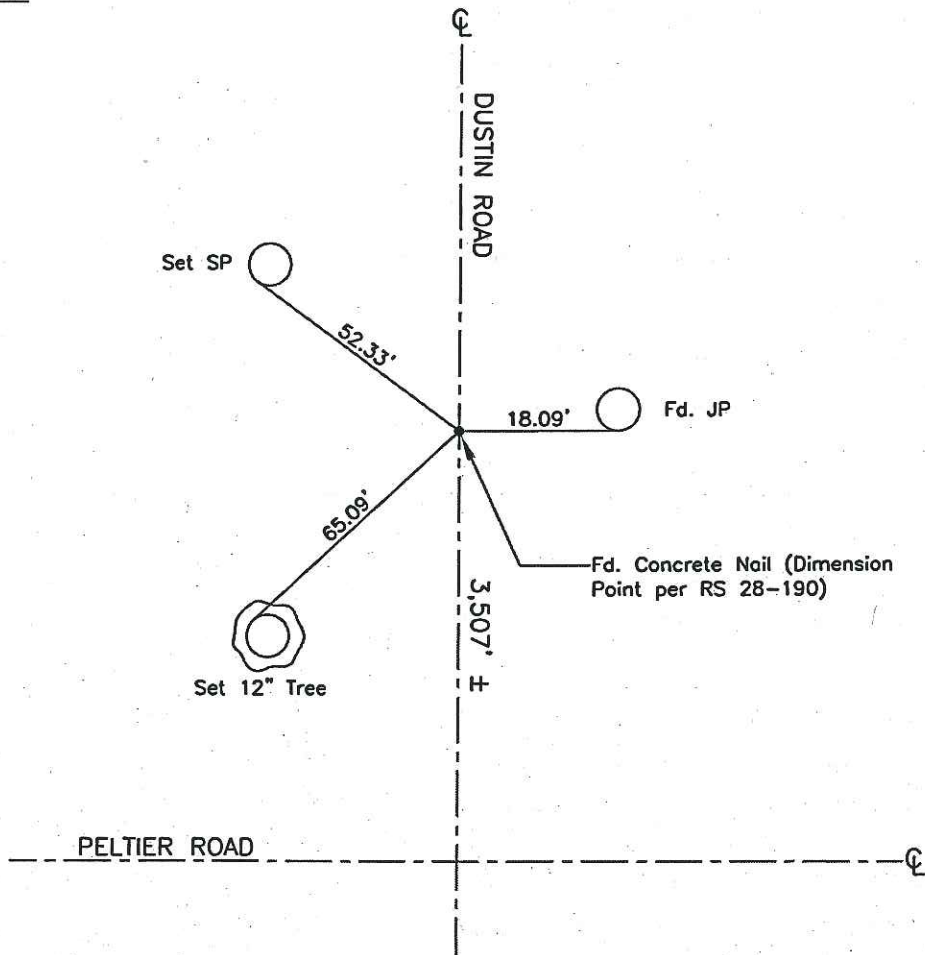 ℄
DUSTIN ROAD
Set SP
52.33'
18.09'
Fd. JP
65.09'
Fd. Concrete Nail (Dimension
Point per RS 28-190)
3,507' ±
Set 12" Tree
PELTIER ROAD
℄